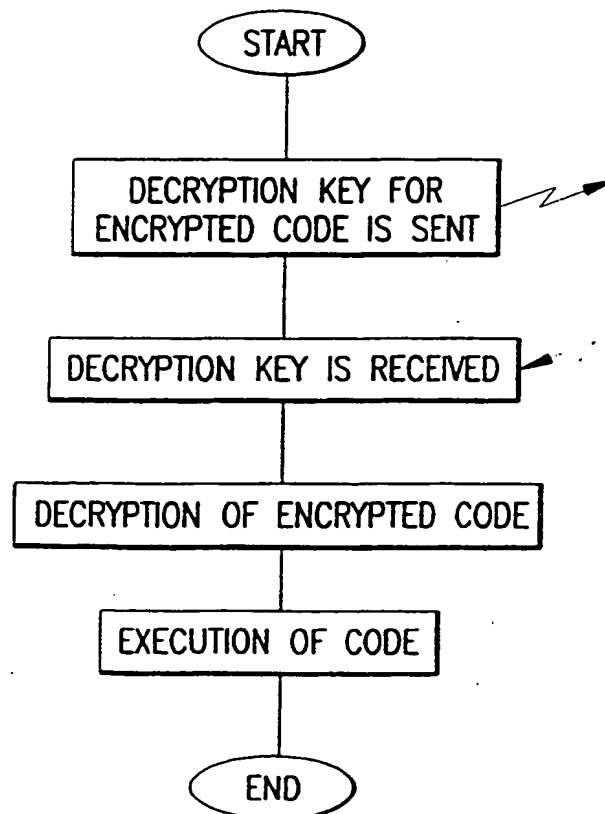 START
DECRYPTION KEY FOR
ENCRYPTED CODE IS SENT
DECRYPTION KEY IS RECEIVED
DECRYPTION OF ENCRYPTED CODE
EXECUTION OF CODE
END